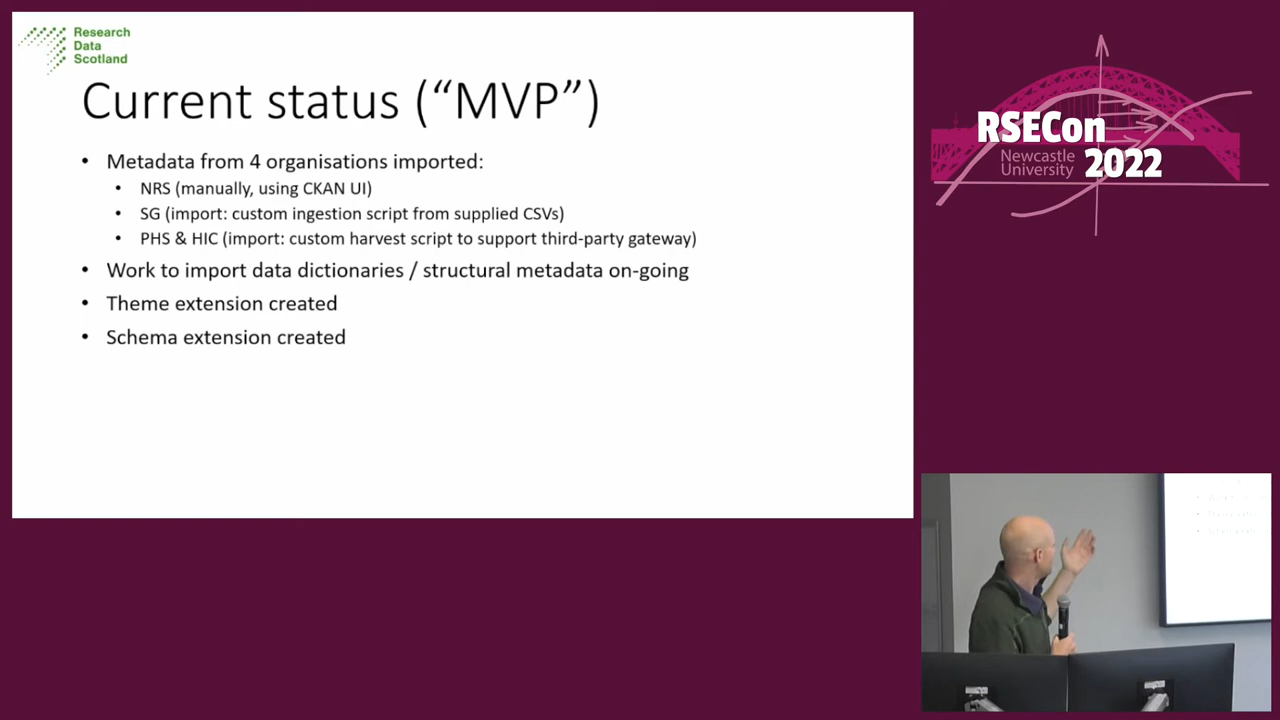 Research
Data
Scotland
Current status (“MVP”)
• Metadata from 4 organisations imported:
• NRS (manually, using CKAN UI)
• SG (import: custom ingestion script from supplied CSVs)
• PHS & HIC (import: custom harvest script to support third-party gateway)
• Work to import data dictionaries / structural metadata on-going
• Theme extension created
• Schema extension created
RSECon
Newcastle
University
2022